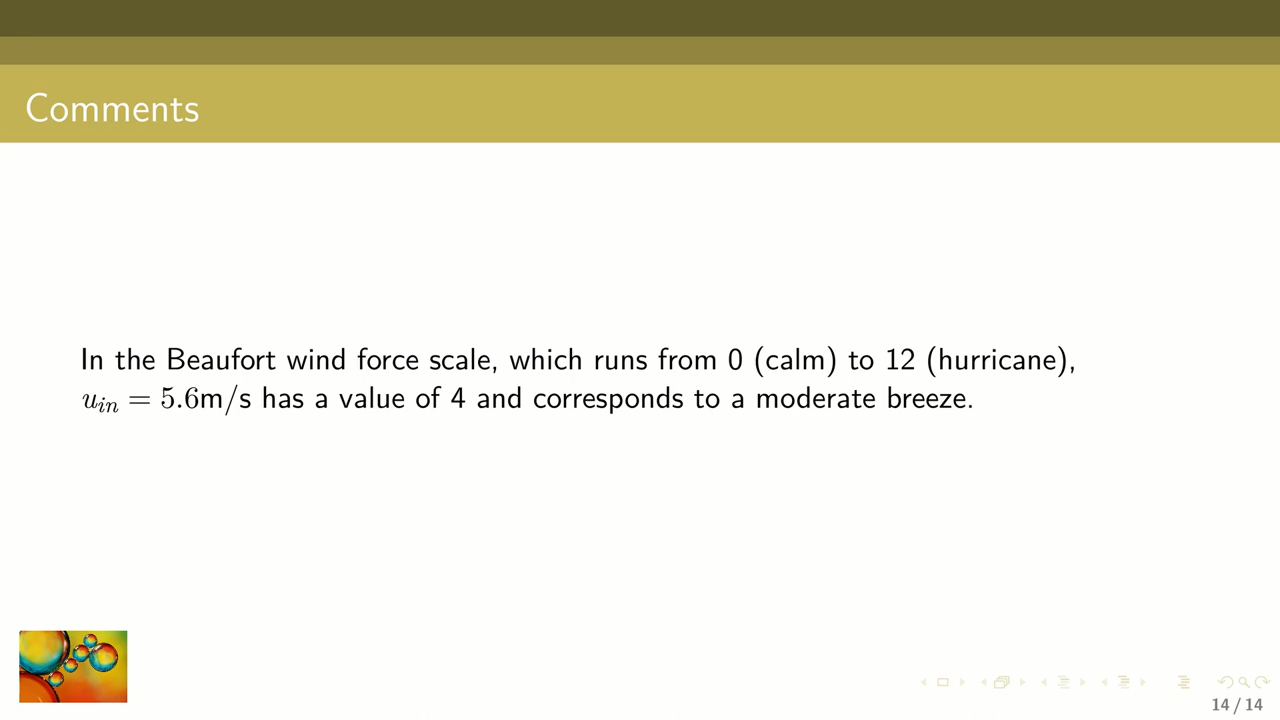 Comments
In the Beaufort wind force scale, which runs from 0 (calm) to 12 (hurricane),
u_in = 5.6m/s has a value of 4 and corresponds to a moderate breeze.
14 / 14